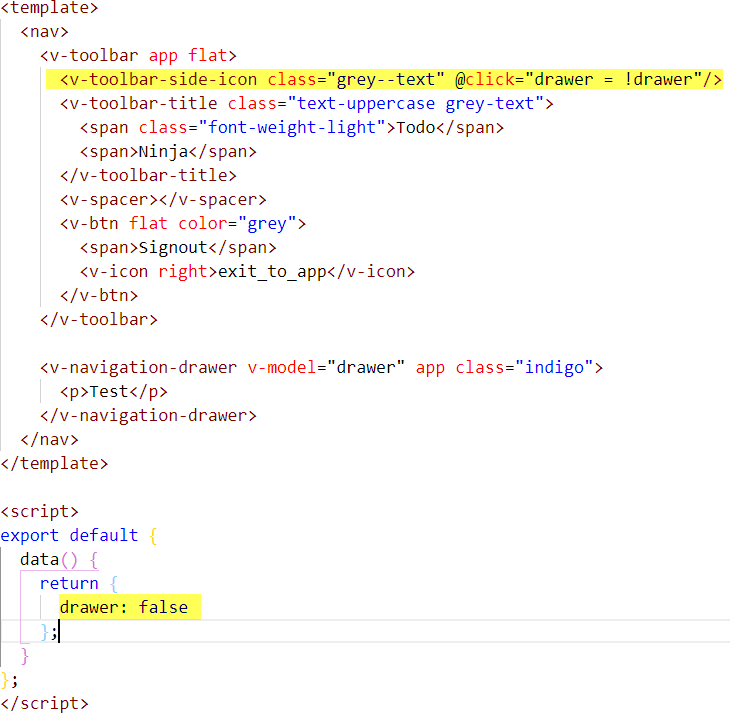 <template>
  <nav>
    <v-toolbar app flat>
      <v-toolbar-side-icon class="grey--text" @click="drawer = !drawer"/>
      <v-toolbar-title class="text-uppercase grey-text">
        <span class="font-weight-light">Todo</span>
        <span>Ninja</span>
      </v-toolbar-title>
      <v-spacer></v-spacer>
      <v-btn flat color="grey">
        <span>Signout</span>
        <v-icon right>exit_to_app</v-icon>
      </v-btn>
    </v-toolbar>

    <v-navigation-drawer v-model="drawer" app class="indigo">
      <p>Test</p>
    </v-navigation-drawer>
  </nav>
</template>

<script>
export default {
  data() {
    return {
      drawer: false
    };
  }
};
</script>